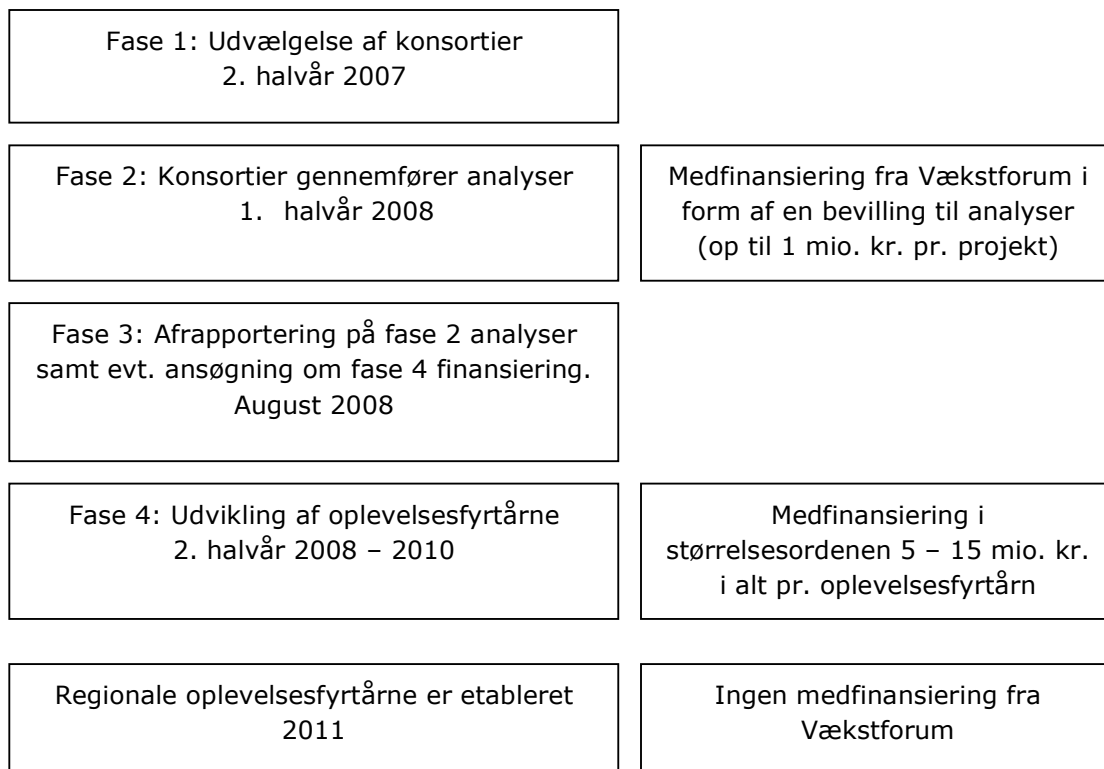 Fase 1: Udvælgelse af konsortier
2. halvår 2007
Fase 2: Konsortier gennemfører analyser
1. halvår 2008
Medfinansiering fra Vækstforum i
form af en bevilling til analyser
(op til 1 mio. kr. pr. projekt)
Fase 3: Afrapportering på fase 2 analyser
samt evt. ansøgning om fase 4 finansiering.
August 2008
Fase 4: Udvikling af oplevelsesfyrtårne
2. halvår 2008 – 2010
Medfinansiering i
størrelsesordenen 5 – 15 mio. kr.
i alt pr. oplevelsesfyrtårn
Regionale oplevelsesfyrtårne er etableret
2011
Ingen medfinansiering fra
Vækstforum